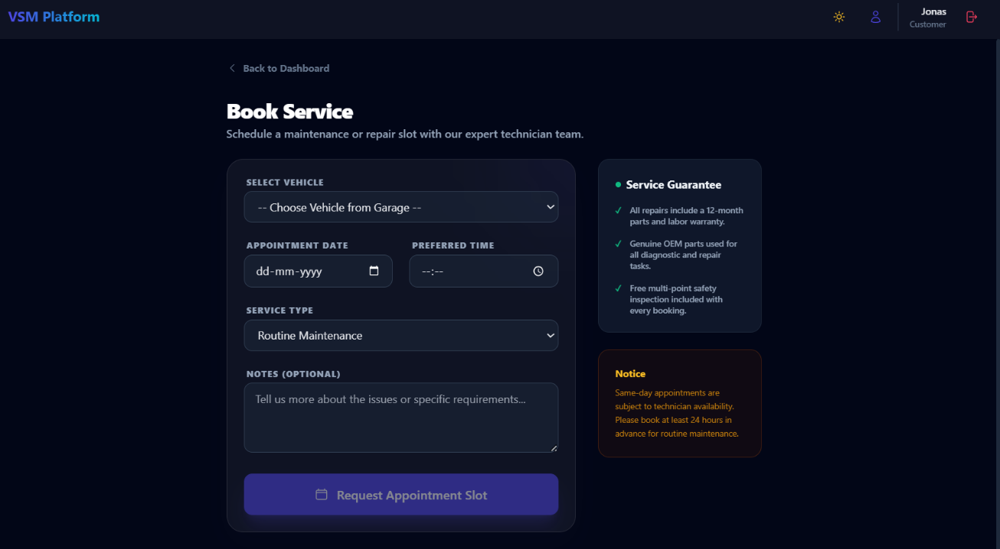 VSM Platform
Jonas
Customer
Back to Dashboard
Book Service
Schedule a maintenance or repair slot with our expert technician team.
SELECT VEHICLE
-- Choose Vehicle from Garage --
APPOINTMENT DATE
PREFERRED TIME
dd-mm-yyyy
--:--
SERVICE TYPE
Routine Maintenance
NOTES (OPTIONAL)
Tell us more about the issues or specific requirements...
Request Appointment Slot
Service Guarantee
All repairs include a 12-month
parts and labor warranty.
Genuine OEM parts used for
all diagnostic and repair
tasks.
Free multi-point safety
inspection included with
every booking.
Notice
Same-day appointments are
subject to technician availability.
Please book at least 24 hours in
advance for routine maintenance.